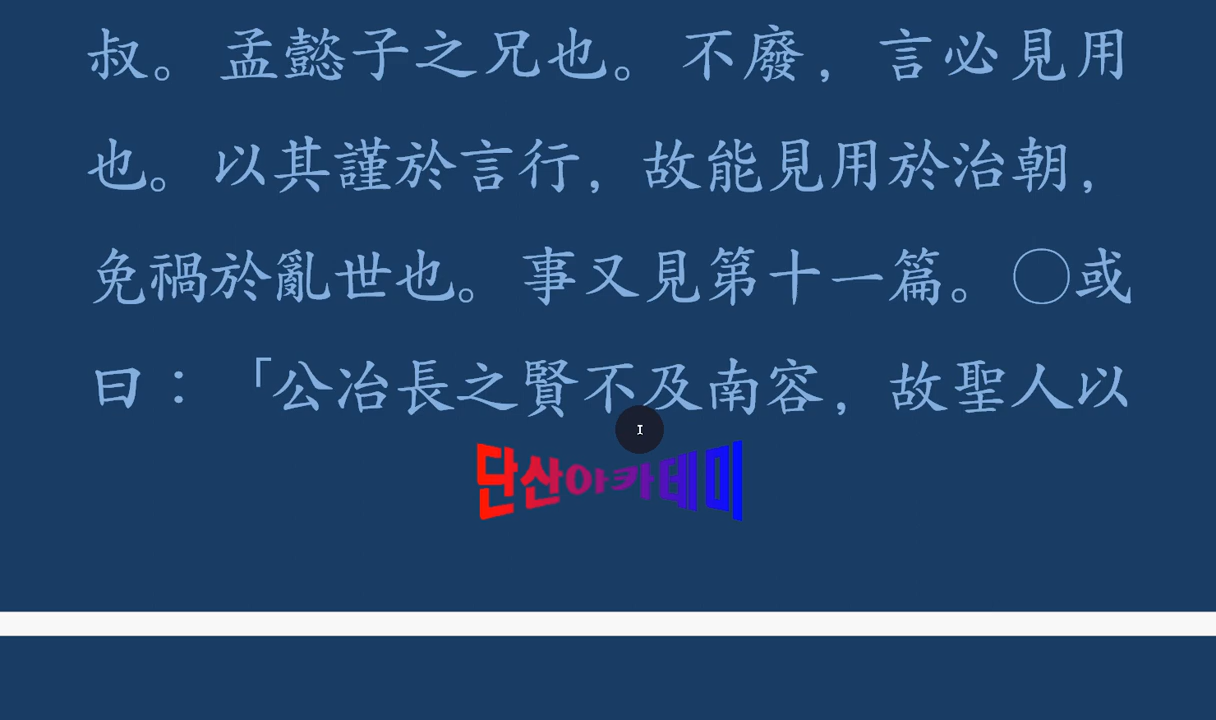 叔。孟懿子之兄也。不廢，言必見用
也。以其謹於言行，故能見用於治朝，
免禍於亂世也。事又見第十一篇。◯或
曰：「公冶長之賢不及南容，故聖人以
단산아카데미